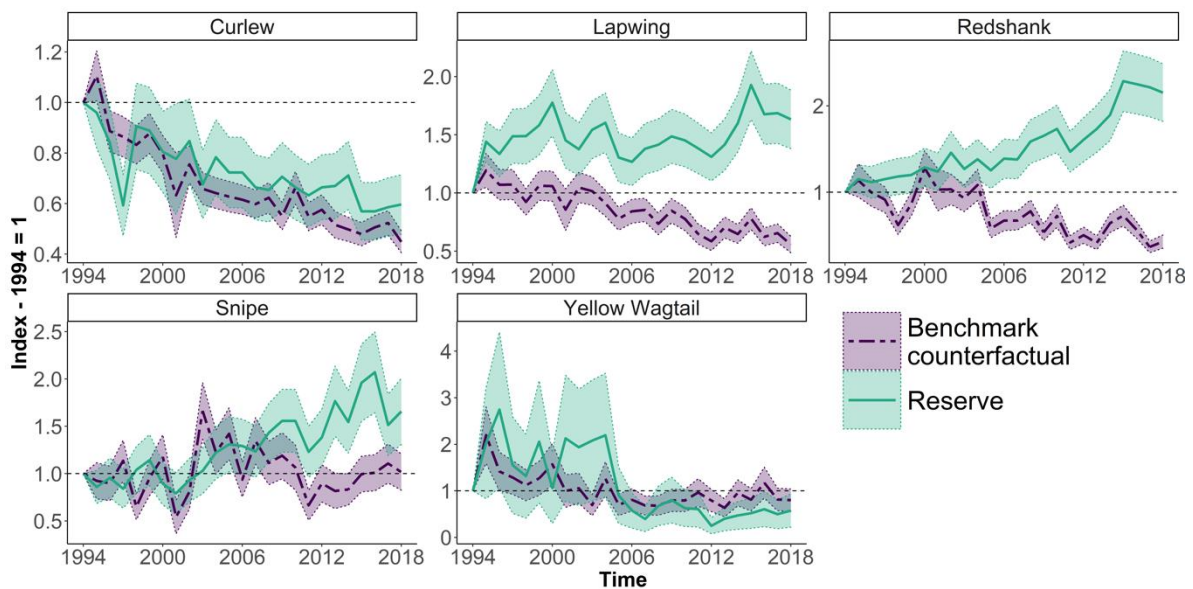 Curlew
Lapwing
Redshank
1.2
1.0
0.8
0.6
0.4
2.0
1.5
1.0
0.5
2
1
1994 2000 2006 2012 2018
1994 2000 2006 2012 2018
1994 2000 2006 2012 2018
Snipe
Yellow Wagtail
2.5
2.0
1.5
1.0
0.5
4
3
2
1
0
1994 2000 2006 2012 2018
1994 2000 2006 2012 2018
Index - 1994 = 1
Time
Benchmark
counterfactual
Reserve